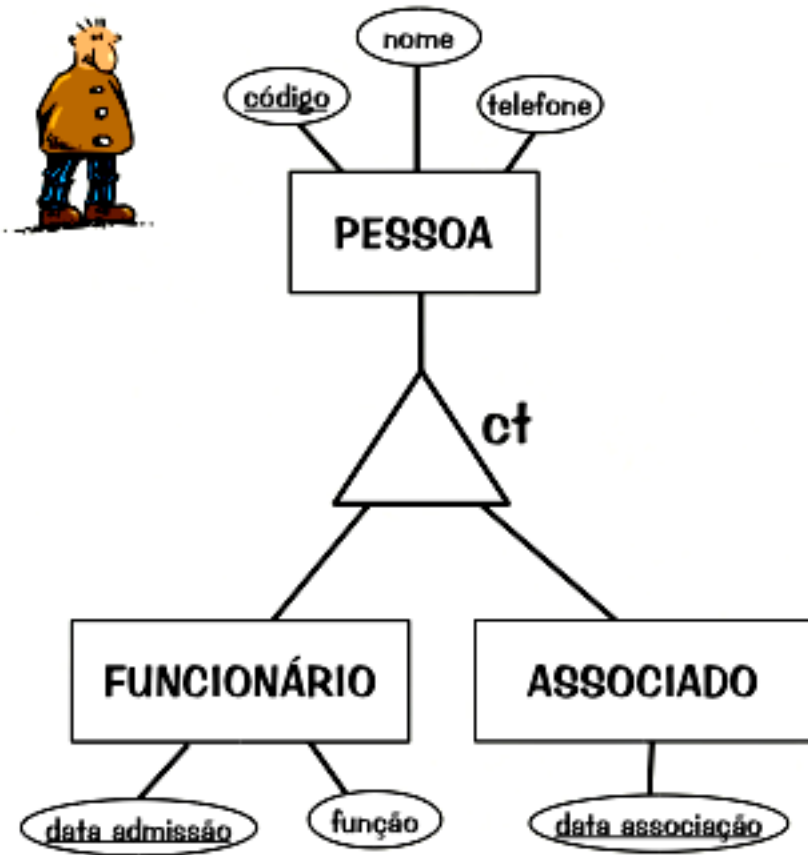 nome
código
telefone
PESSOA
ct
FUNCIONÁRIO
ASSOCIADO
data admissão
função
data associação